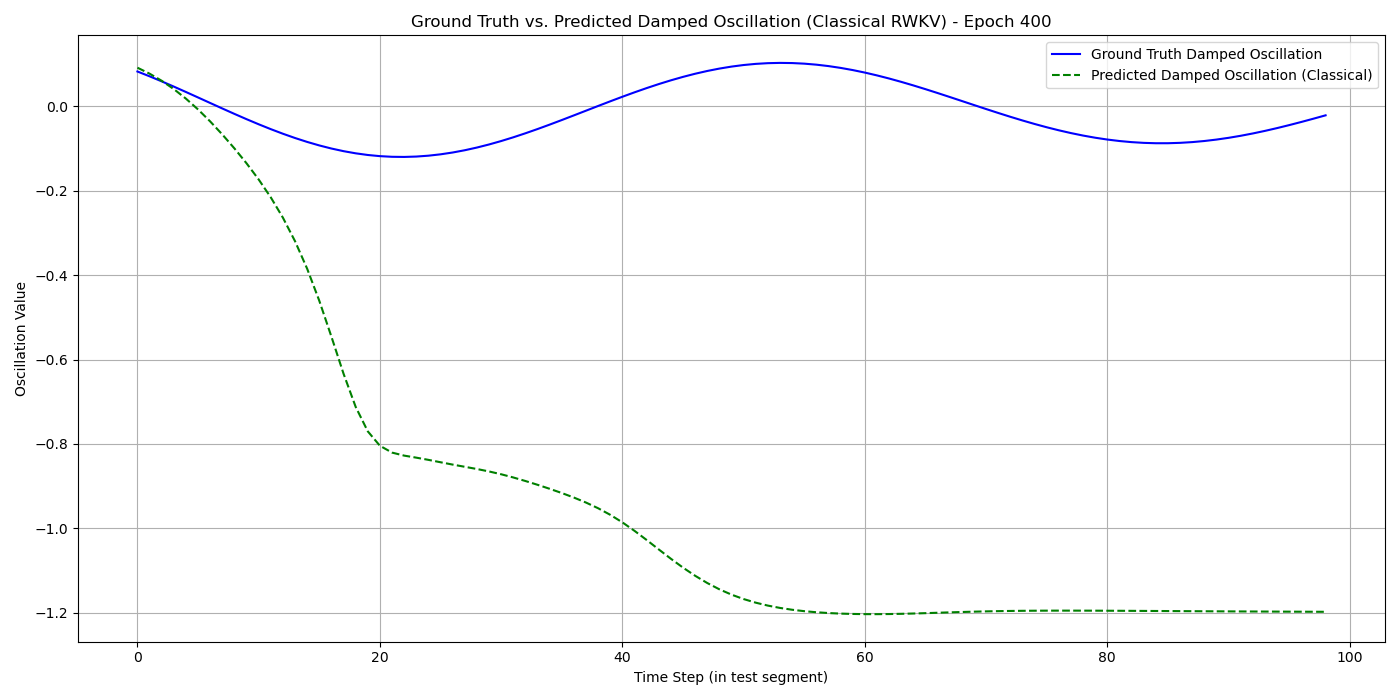 Ground Truth vs. Predicted Damped Oscillation (Classical RWKV) - Epoch 400
Ground Truth Damped Oscillation
Predicted Damped Oscillation (Classical)
Oscillation Value
0.0
−0.2
−0.4
−0.6
−0.8
−1.0
−1.2
0 20 40 60 80 100
Time Step (in test segment)